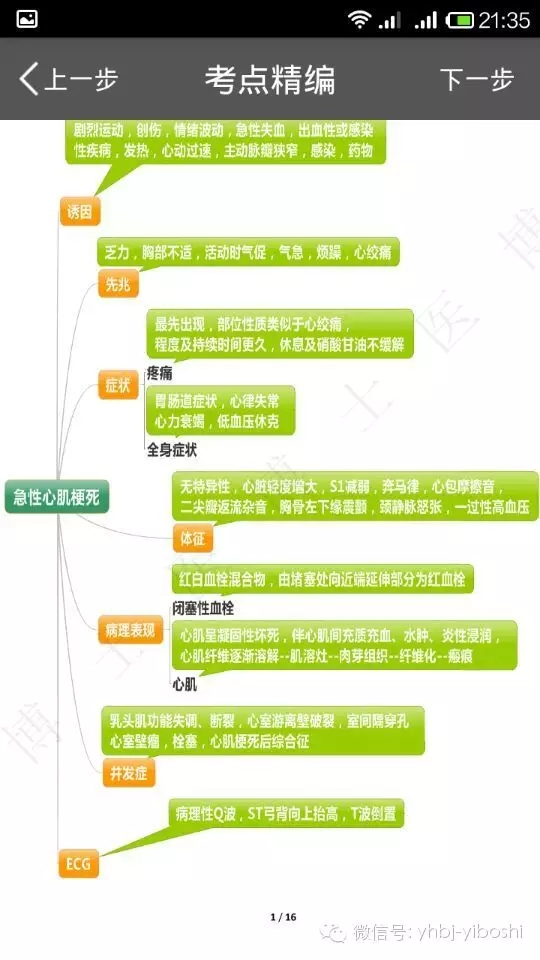 21:35
上一步
考点精编
下一步
剧烈运动，创伤，情绪波动，急性失血，出血性或感染
性疾病，发热，心动过速，主动脉瓣狭窄，感染，药物
诱因
乏力，胸部不适，活动时气促，气急，烦躁，心绞痛
先兆
最先出现，部位性质类似于心绞痛，
程度及持续时间更久，休息及硝酸甘油不缓解
疼痛
症状
胃肠道症状，心律失常
心力衰竭，低血压休克
全身症状
急性心肌梗死
无特异性，心脏轻度增大，S1减弱，奔马律，心包摩擦音，
二尖瓣返流杂音，胸骨左下缘震颤，颈静脉怒张，一过性高血压
体征
红白血栓混合物，由堵塞处向近端延伸部分为红血栓
闭塞性血栓
病理表现
心肌呈凝固性坏死，伴心肌间充质充血、水肿、炎性浸润，
心肌纤维逐渐溶解--肌溶灶--肉芽组织--纤维化--瘢痕
心肌
乳头肌功能失调、断裂，心室游离壁破裂，室间隔穿孔
心室壁瘤，栓塞，心肌梗死后综合征
并发症
病理性Q波，ST弓背向上抬高，T波倒置
ECG
1 / 16
微信号: yhbj-yiboshi
医
博
士
博
士
医
博